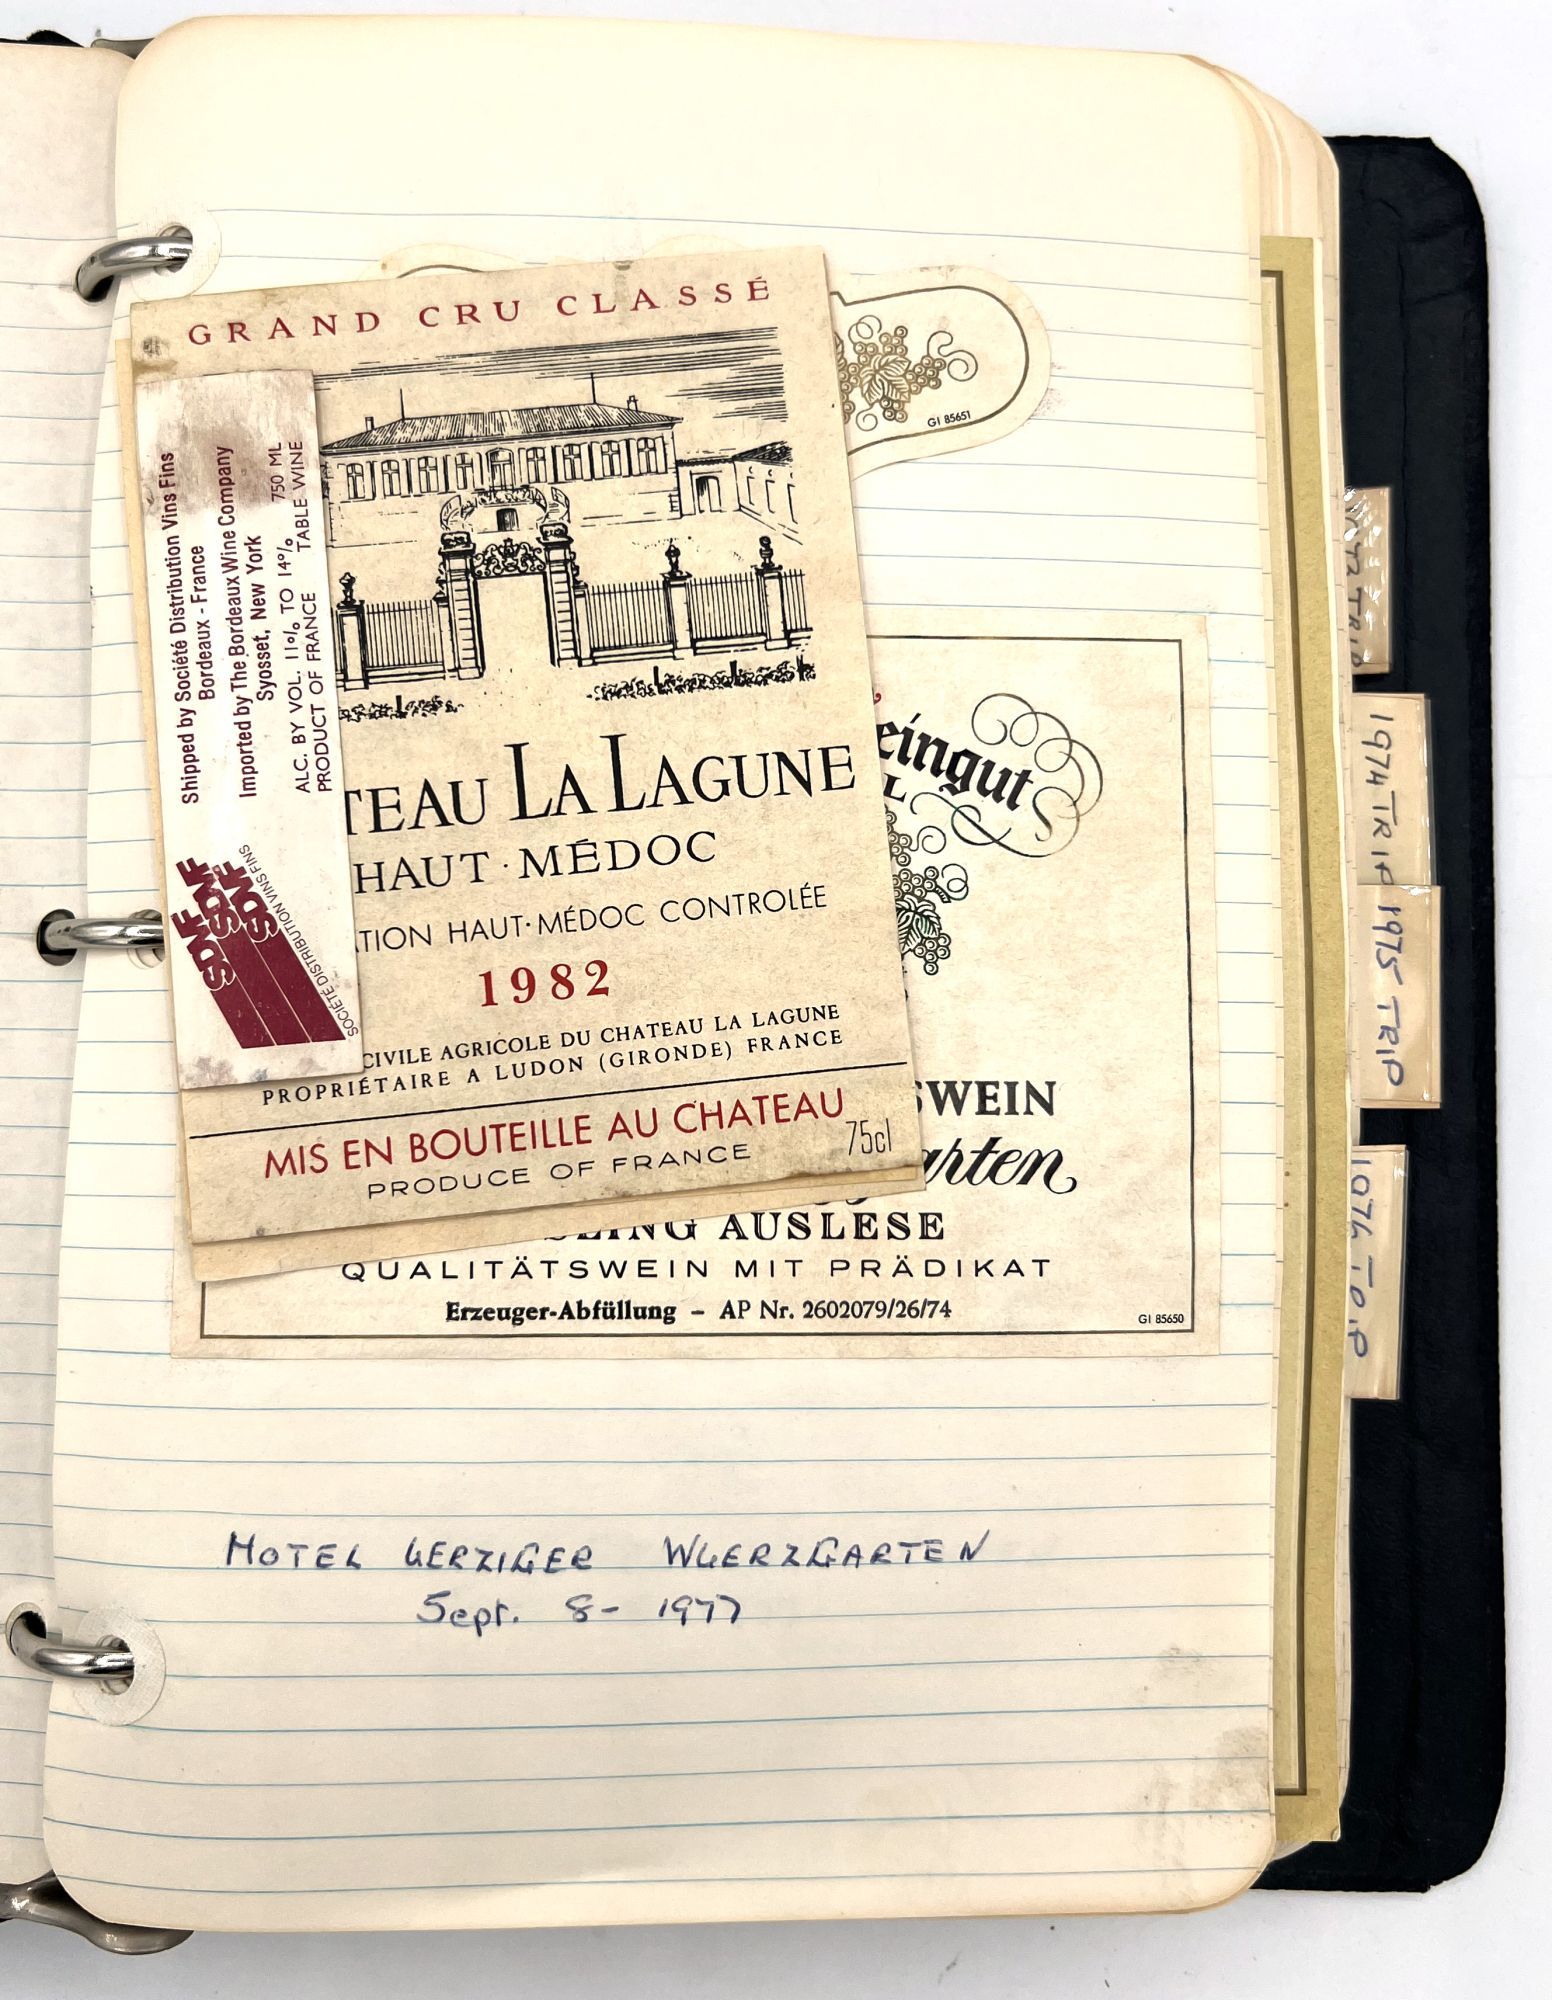 GRAND CRU CLASSÉ
GI 85651
Shipped by Société Distribution Vins Fins
Bordeaux - France
Imported by The Bordeaux Wine Company
Syosset, New York
750 ML
ALC. BY VOL. 11% TO 14% TABLE WINE
PRODUCT OF FRANCE
SDVF
SDVF
SDVF
SOCIÉTÉ DISTRIBUTION VINS FINS
TEAU LA LAGUNE
HAUT·MÉDOC
TION HAUT·MÉDOC CONTROLÉE
1982
CIVILE AGRICOLE DU CHATEAU LA LAGUNE
PROPRIÉTAIRE A LUDON (GIRONDE) FRANCE
MIS EN BOUTEILLE AU CHATEAU
75cl
PRODUCE OF FRANCE
eingut
L
SWEIN
arten
LING AUSLESE
QUALITÄTSWEIN MIT PRÄDIKAT
Erzeuger-Abfüllung – AP Nr. 2602079/26/74
GI 85650
HOTEL UERZIGER WUERZGARTEN
Sept. 8- 1977
1974 TRIP
1975 TRIP